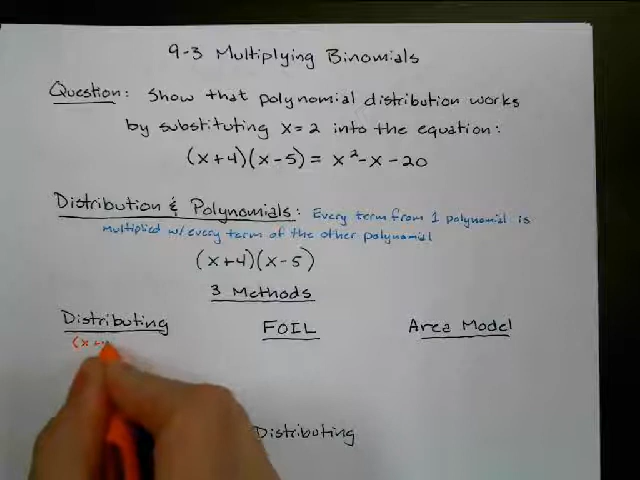 9-3 Multiplying Binomials
Question: Show that polynomial distribution works
by substituting x = 2 into the equation:
(x+4)(x-5) = x² - x - 20
Distribution & Polynomials: Every term from 1 polynomial is
multiplied w/ every term of the other polynomial
(x+4)(x-5)
3 Methods
Distributing FOIL Area Model
(x+
Distributing